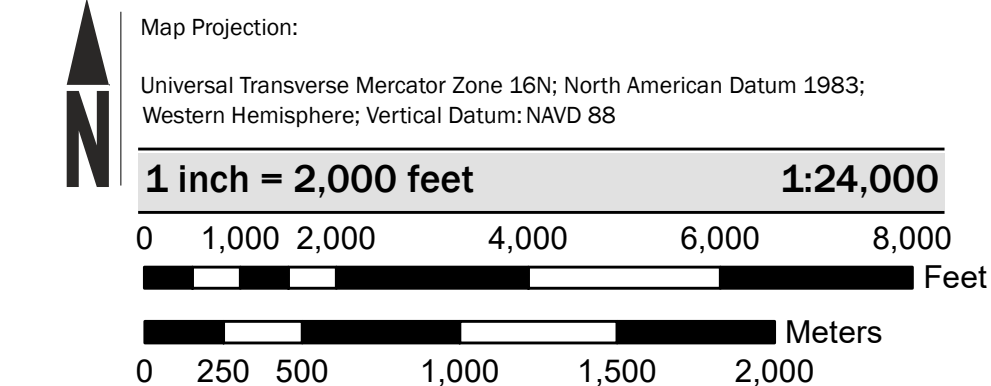 Map Projection:
N
Universal Transverse Mercator Zone 16N; North American Datum 1983;
Western Hemisphere; Vertical Datum: NAVD 88
1 inch = 2,000 feet 1:24,000
0 1,000 2,000 4,000 6,000 8,000
Feet
Meters
0 250 500 1,000 1,500 2,000